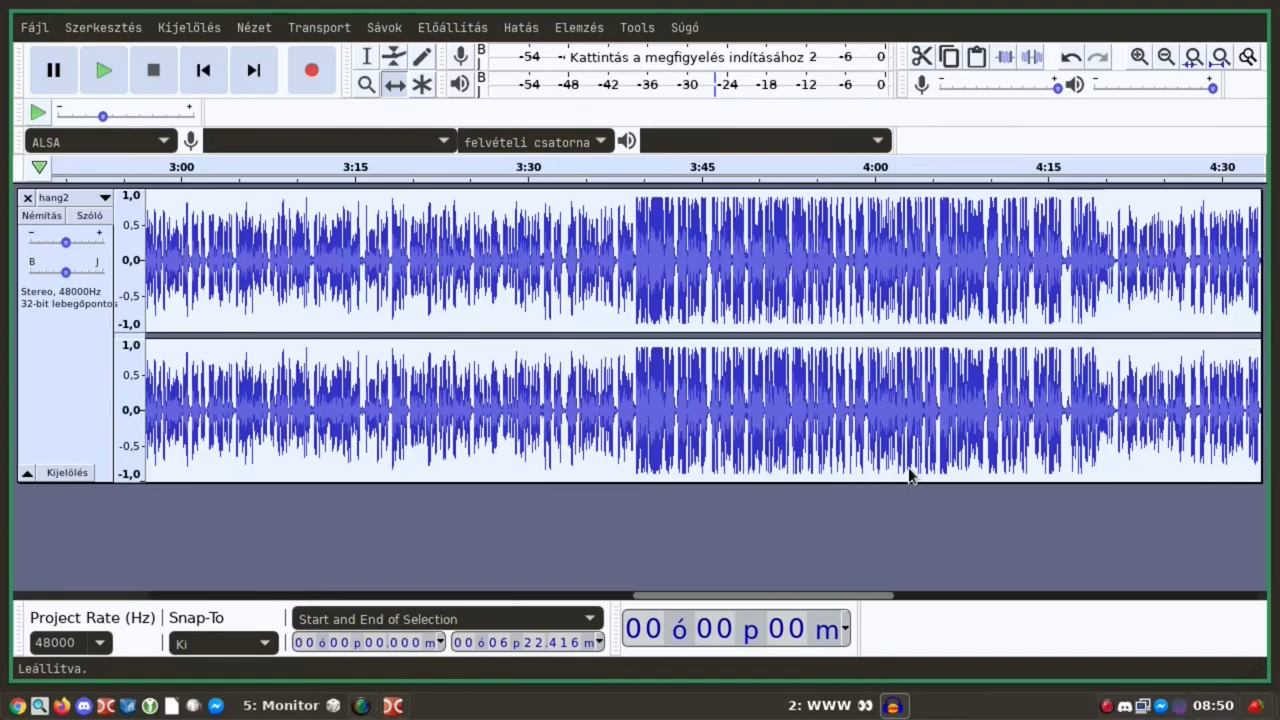 Fájl Szerkesztés Kijelölés Nézet Transport Sávok Előállítás Hatás Elemzés Tools Súgó
B J -54 Kattintás a megfigyelés indításához 2 -6 0
B J -54 -48 -42 -36 -30 -24 -18 -12 -6 0
- +
ALSA felvételi csatorna
3:00 3:15 3:30 3:45 4:00 4:15 4:30
hang2
Némítás Szóló
- +
B J
Stereo, 48000Hz
32-bit lebegőpontos
Kijelölés
1,0
0,5
0,0
-0,5
-1,0
1,0
0,5
0,0
-0,5
-1,0
Project Rate (Hz) Snap-To Start and End of Selection
48000 Ki 00 ó 00 p 00.000 m 00 ó 06 p 22.416 m
00 ó 00 p 00 m
Leállítva.
5: Monitor 2: WWW 08:50